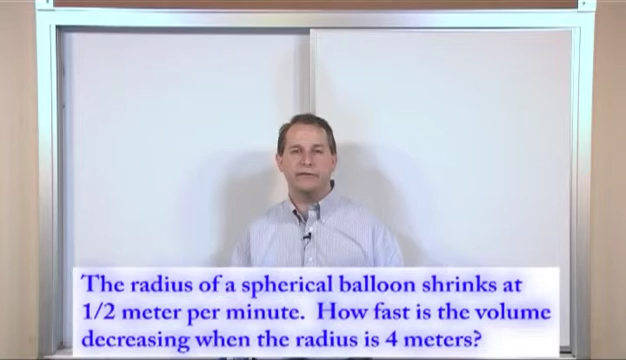 The radius of a spherical balloon shrinks at
1/2 meter per minute.  How fast is the volume
decreasing when the radius is 4 meters?